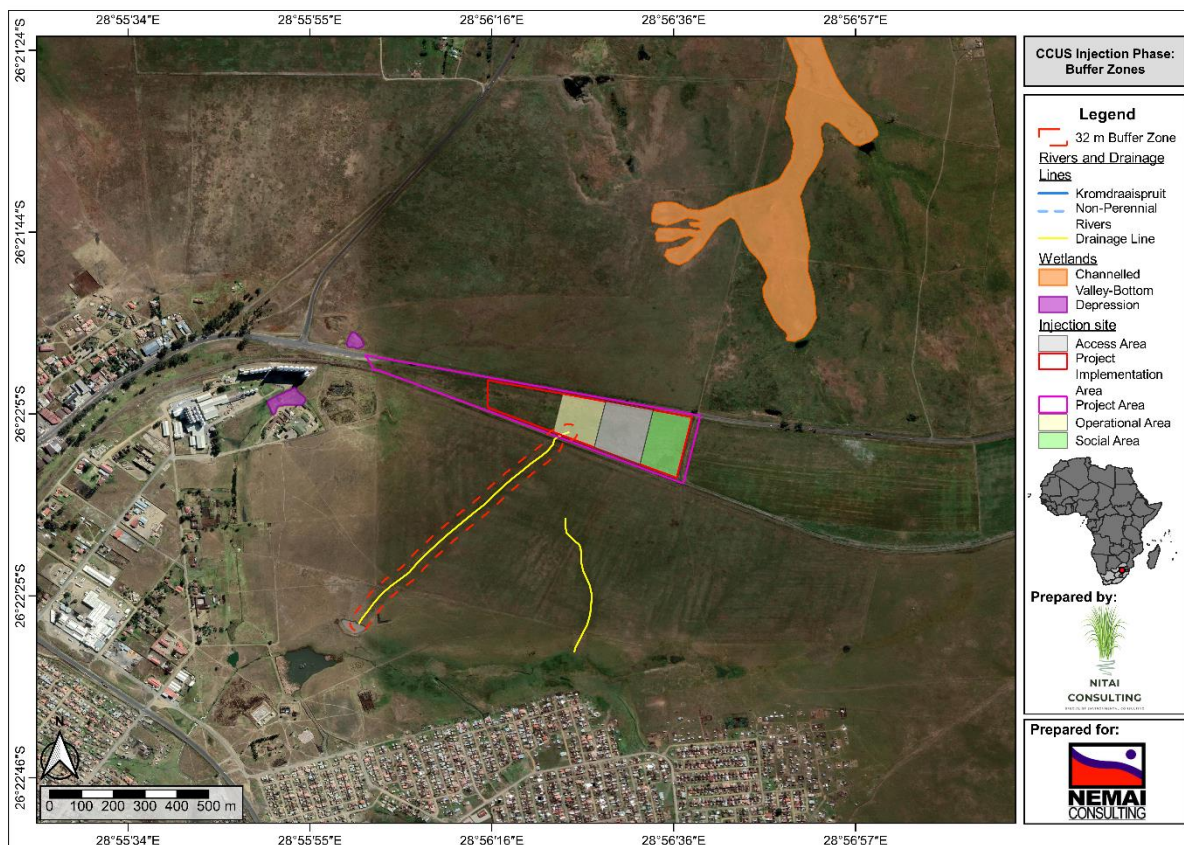 28°55'34"E
28°55'55"E
28°56'16"E
28°56'36"E
28°56'57"E
26°21'24"S
26°21'44"S
26°22'5"S
26°22'25"S
26°22'46"S
N
0 100 200 300 400 500 m
28°55'34"E
28°55'55"E
28°56'16"E
28°56'36"E
28°56'57"E
CCUS Injection Phase:
Buffer Zones
Legend
32 m Buffer Zone
Rivers and Drainage
Lines
Kromdraaispruit
Non-Perennial
Rivers
Drainage Line
Wetlands
Channelled
Valley-Bottom
Depression
Injection site
Access Area
Project
Implementation
Area
Project Area
Operational Area
Social Area
Prepared by:
NITAI
CONSULTING
Prepared for:
NEMAI
CONSULTING